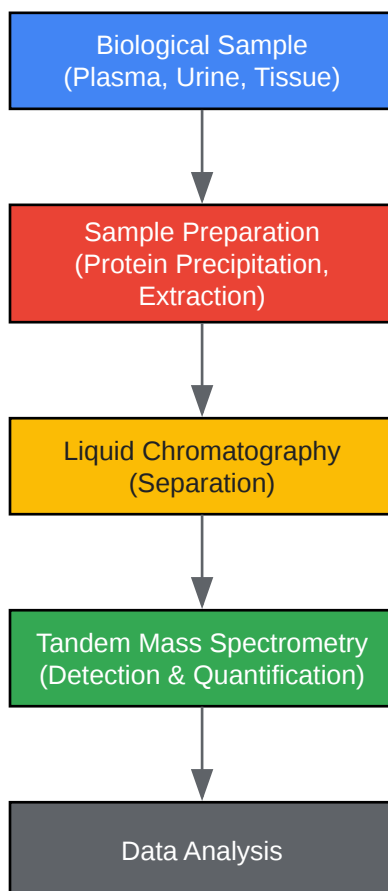 Biological Sample
(Plasma, Urine, Tissue)
Sample Preparation
(Protein Precipitation,
Extraction)
Liquid Chromatography
(Separation)
Tandem Mass Spectrometry
(Detection & Quantification)
Data Analysis